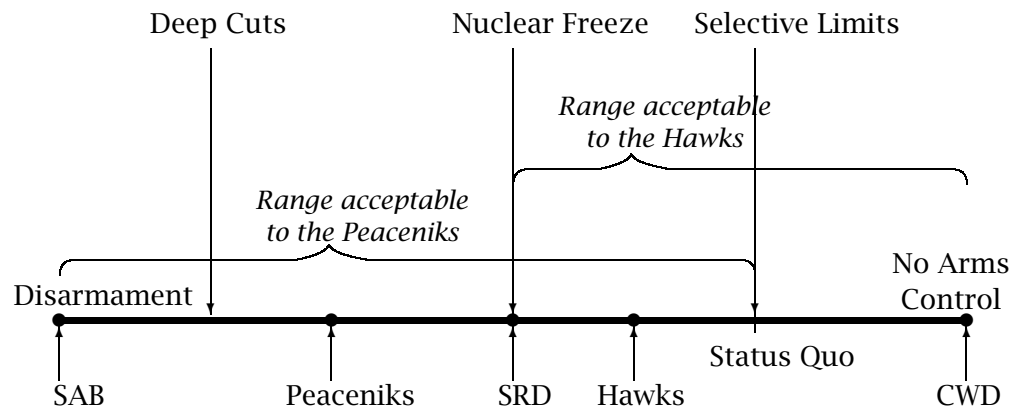 Deep Cuts
Nuclear Freeze
Selective Limits
Range acceptable
to the Hawks
Range acceptable
to the Peaceniks
No Arms
Control
Disarmament
Status Quo
SAB
Peaceniks
SRD
Hawks
CWD